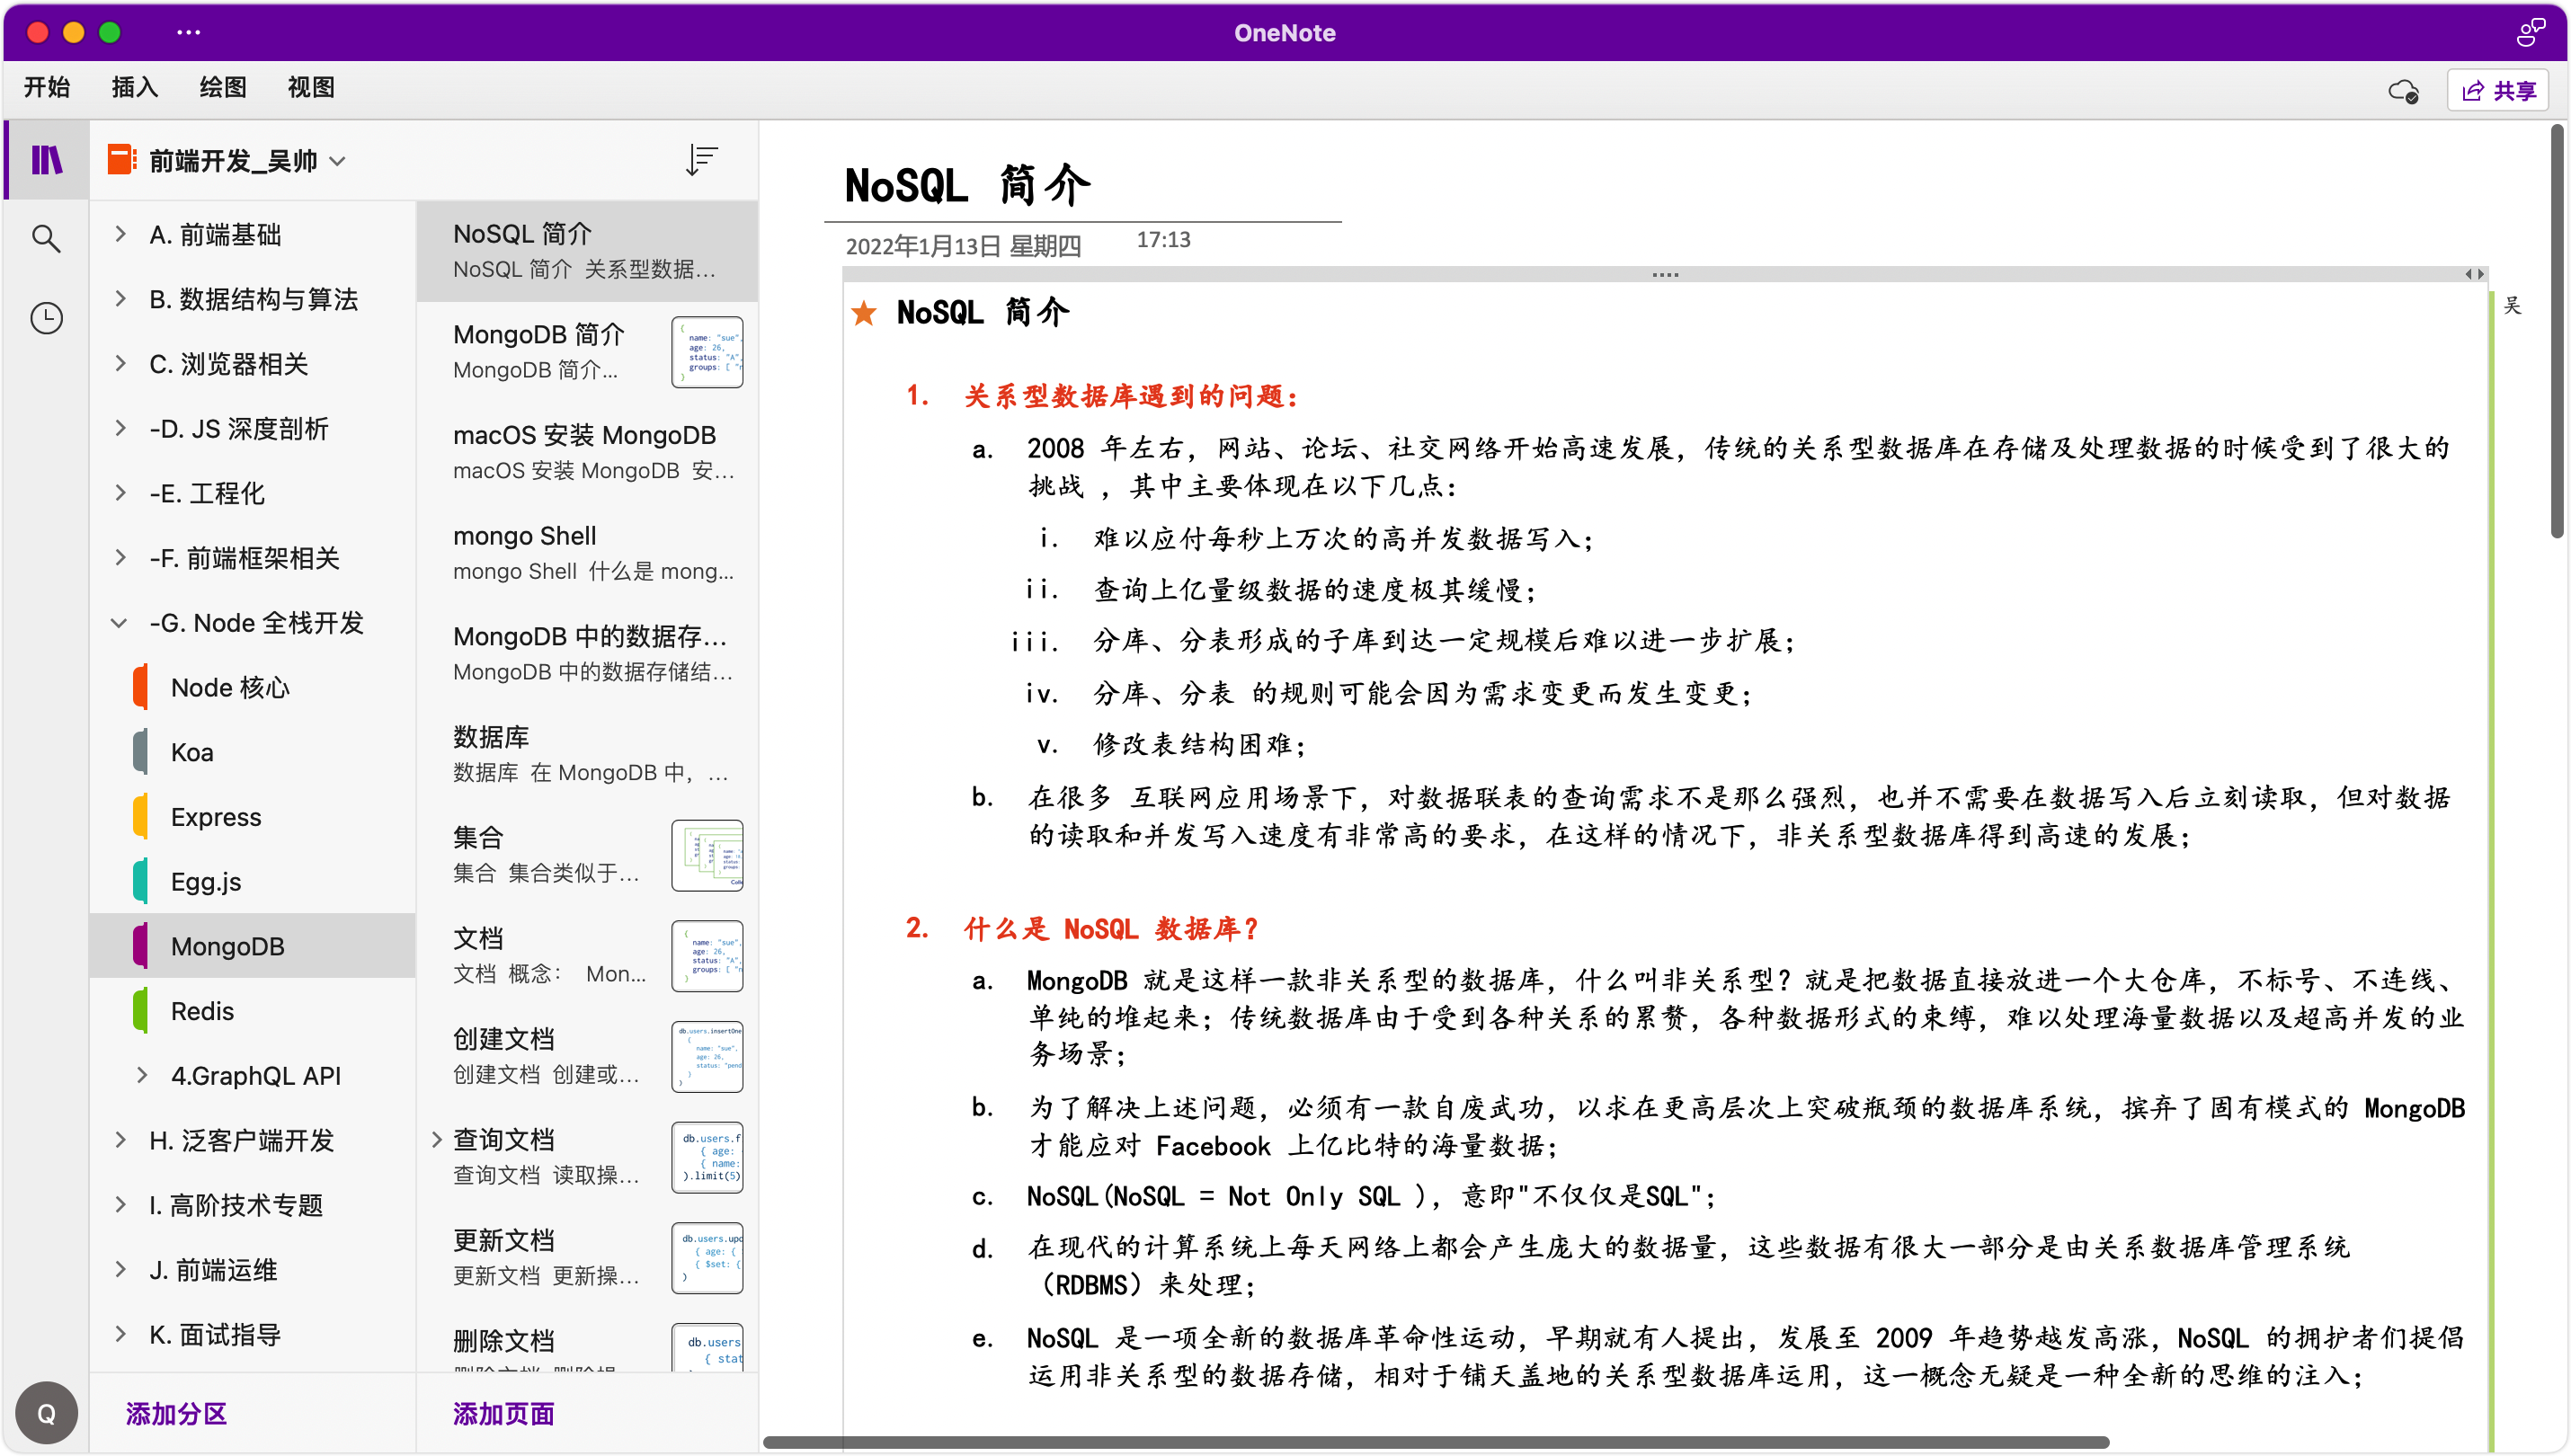 OneNote
开始 插入 绘图 视图
共享
前端开发_吴帅
A. 前端基础
B. 数据结构与算法
C. 浏览器相关
-D. JS 深度剖析
-E. 工程化
-F. 前端框架相关
-G. Node 全栈开发
Node 核心
Koa
Express
Egg.js
MongoDB
Redis
4.GraphQL API
H. 泛客户端开发
I. 高阶技术专题
J. 前端运维
K. 面试指导
添加分区
Q
NoSQL 简介
NoSQL 简介 关系型数据...
MongoDB 简介
MongoDB 简介...
{
name: "sue",
age: 26,
status: "A",
groups: [ "n
}
macOS 安装 MongoDB
macOS 安装 MongoDB 安...
mongo Shell
mongo Shell 什么是 mong...
MongoDB 中的数据存...
MongoDB 中的数据存储结...
数据库
数据库 在 MongoDB 中，...
集合
集合 集合类似于...
文档
文档 概念： Mon...
{
name: "sue",
age: 26,
status: "A",
groups: [ "n
}
创建文档
创建文档 创建或...
db.users.insertOne
{
name: "sue",
age: 26,
status: "pend
}
)
查询文档
查询文档 读取操...
db.users.f
{ age:
{ name:
).limit(5)
更新文档
更新文档 更新操...
db.users.upd
{ age: {
{ $set: {
)
删除文档
db.users
{ stat
添加页面
NoSQL 简介
2022年1月13日 星期四 17:13
吴
NoSQL 简介
1. 关系型数据库遇到的问题：
a. 2008 年左右，网站、论坛、社交网络开始高速发展，传统的关系型数据库在存储及处理数据的时候受到了很大的
挑战 ，其中主要体现在以下几点：
i. 难以应付每秒上万次的高并发数据写入；
ii. 查询上亿量级数据的速度极其缓慢；
iii. 分库、分表形成的子库到达一定规模后难以进一步扩展；
iv. 分库、分表 的规则可能会因为需求变更而发生变更；
v. 修改表结构困难；
b. 在很多 互联网应用场景下，对数据联表的查询需求不是那么强烈，也并不需要在数据写入后立刻读取，但对数据
的读取和并发写入速度有非常高的要求，在这样的情况下，非关系型数据库得到高速的发展；
2. 什么是 NoSQL 数据库？
a. MongoDB 就是这样一款非关系型的数据库，什么叫非关系型？就是把数据直接放进一个大仓库，不标号、不连线、
单纯的堆起来；传统数据库由于受到各种关系的累赘，各种数据形式的束缚，难以处理海量数据以及超高并发的业
务场景；
b. 为了解决上述问题，必须有一款自废武功，以求在更高层次上突破瓶颈的数据库系统，摈弃了固有模式的 MongoDB
才能应对 Facebook 上亿比特的海量数据；
c. NoSQL(NoSQL = Not Only SQL )，意即"不仅仅是SQL"；
d. 在现代的计算系统上每天网络上都会产生庞大的数据量，这些数据有很大一部分是由关系数据库管理系统
（RDBMS）来处理；
e. NoSQL 是一项全新的数据库革命性运动，早期就有人提出，发展至 2009 年趋势越发高涨，NoSQL 的拥护者们提倡
运用非关系型的数据存储，相对于铺天盖地的关系型数据库运用，这一概念无疑是一种全新的思维的注入；